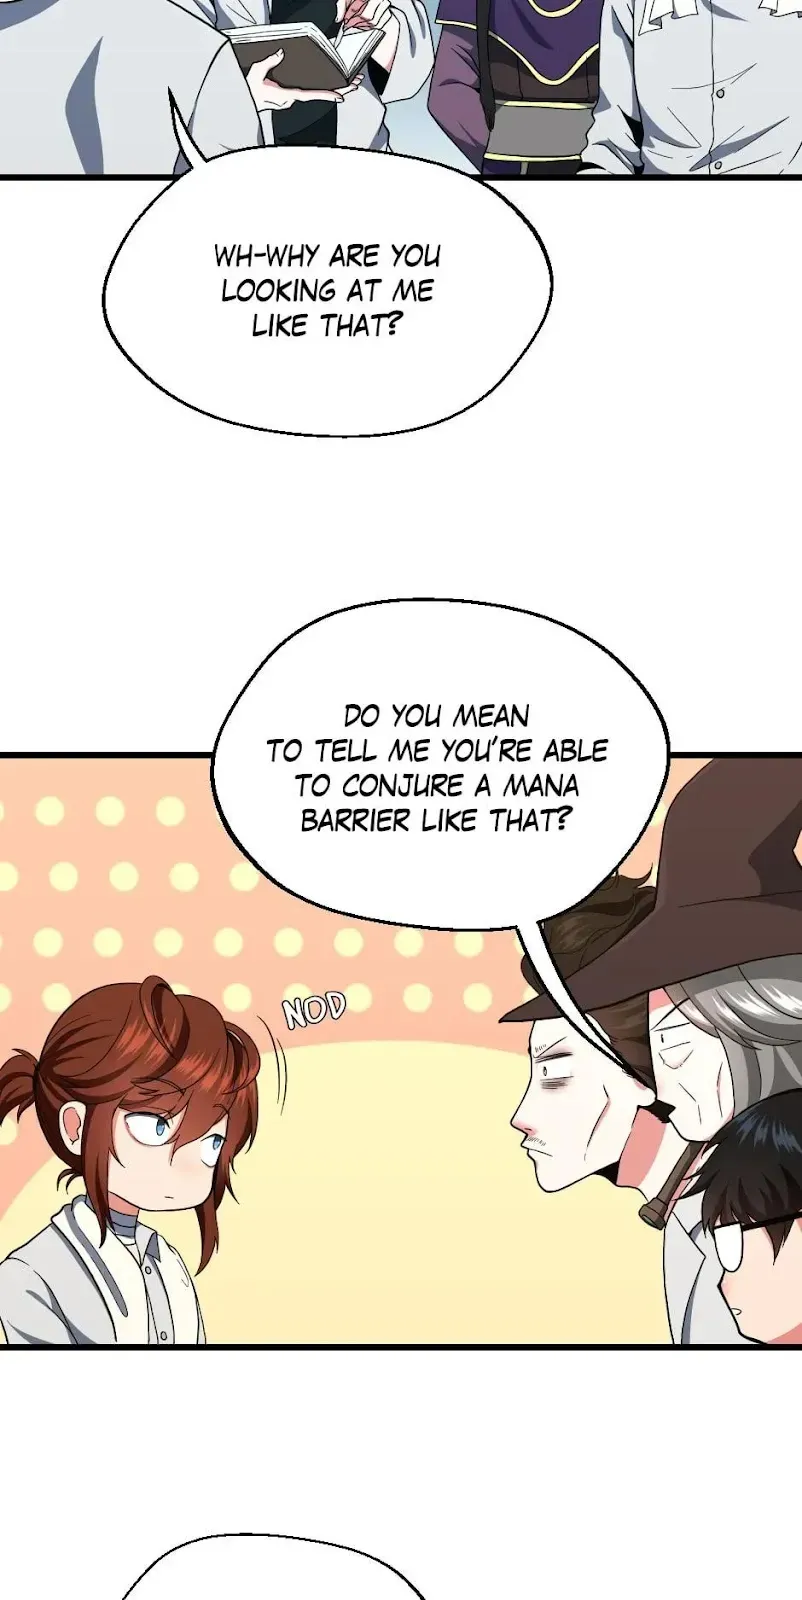 WH-WHY ARE YOU
LOOKING AT ME
LIKE THAT?
DO YOU MEAN
TO TELL ME YOU'RE ABLE
TO CONJURE A MANA
BARRIER LIKE THAT?
NOD